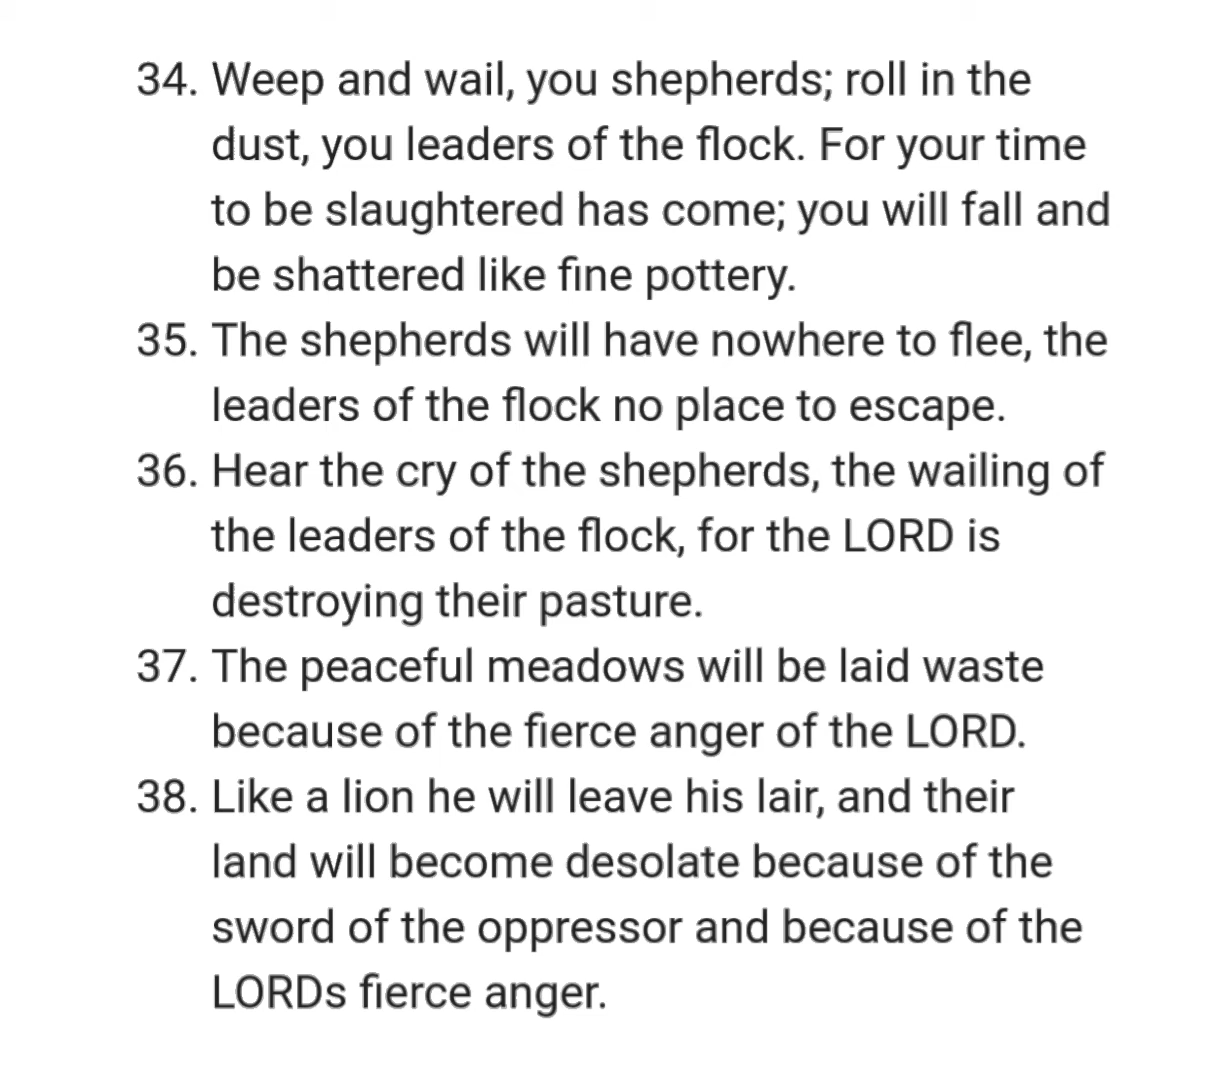 34. Weep and wail, you shepherds; roll in the
dust, you leaders of the flock. For your time
to be slaughtered has come; you will fall and
be shattered like fine pottery.
35. The shepherds will have nowhere to flee, the
leaders of the flock no place to escape.
36. Hear the cry of the shepherds, the wailing of
the leaders of the flock, for the LORD is
destroying their pasture.
37. The peaceful meadows will be laid waste
because of the fierce anger of the LORD.
38. Like a lion he will leave his lair, and their
land will become desolate because of the
sword of the oppressor and because of the
LORDs fierce anger.